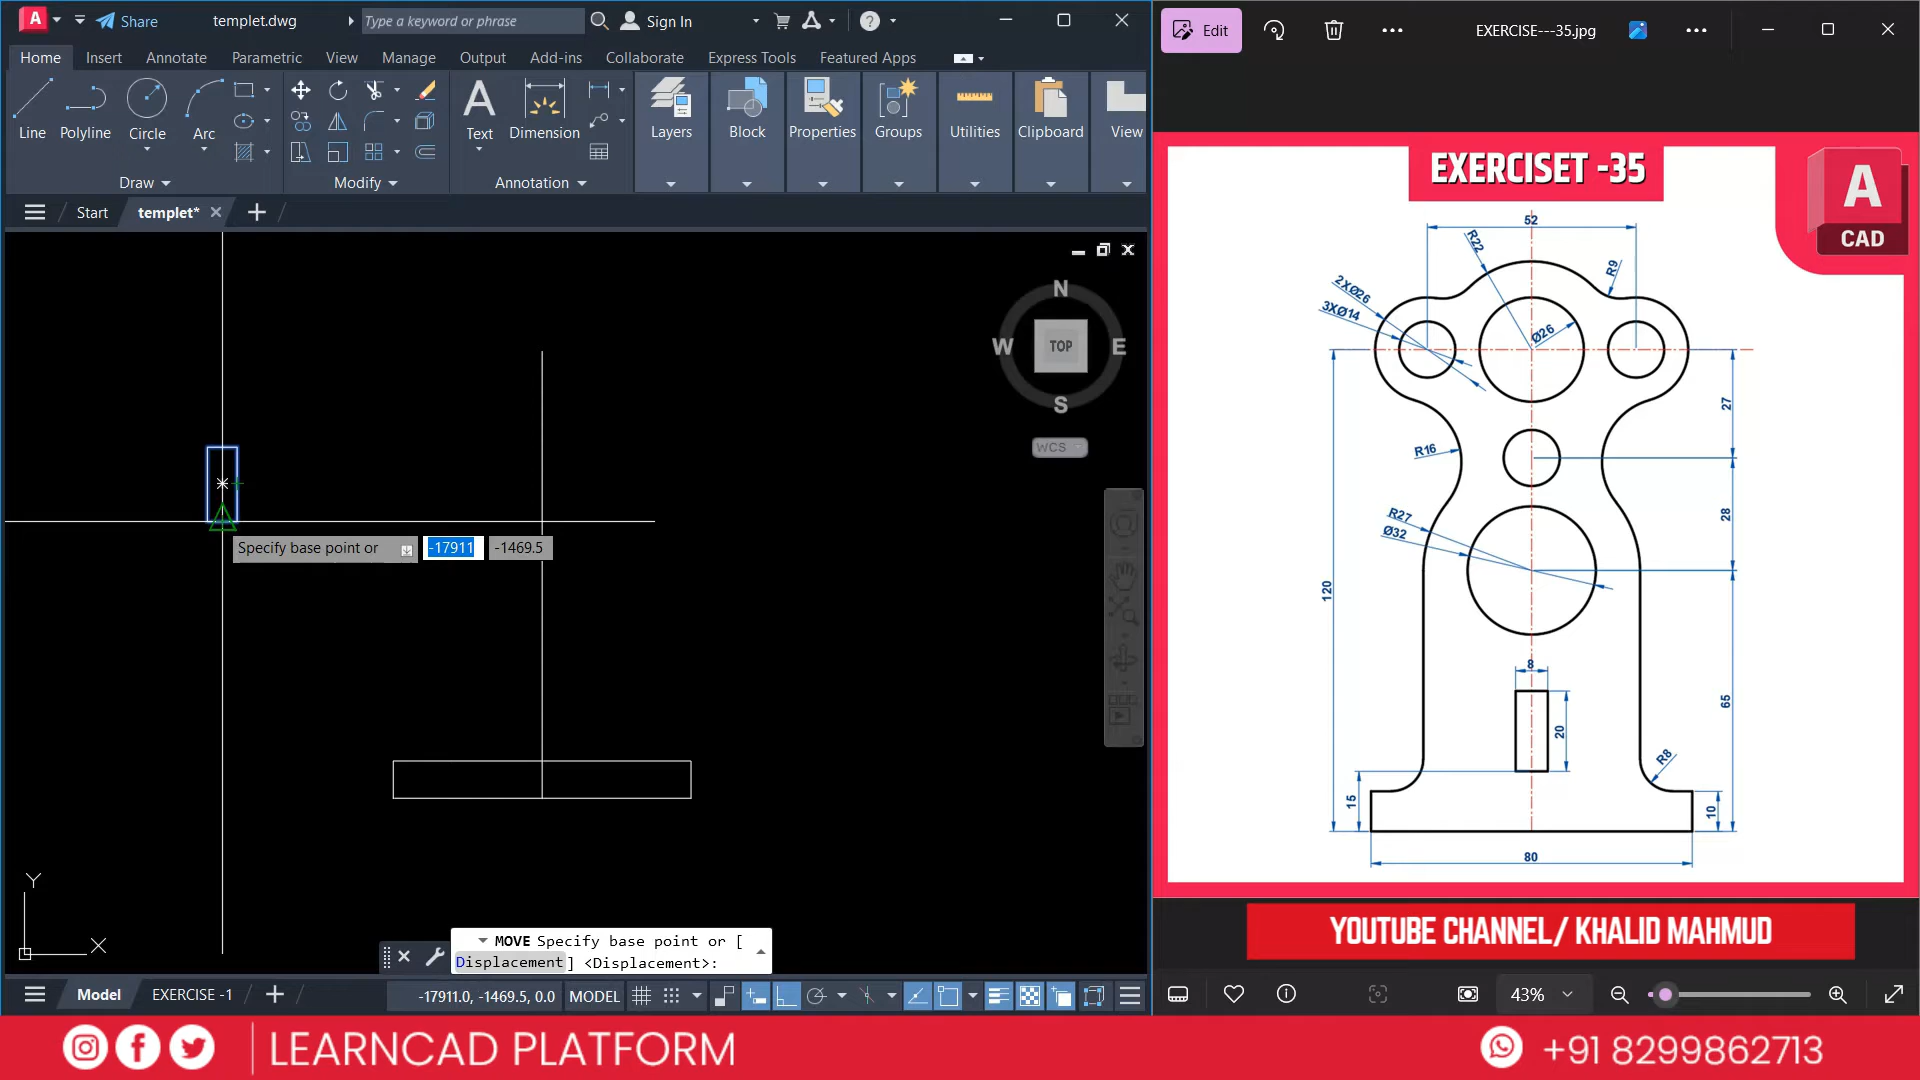 A CAD
Share
templet.dwg
Type a keyword or phrase
Sign In
Home Insert Annotate Parametric View Manage Output Add-ins Collaborate Express Tools Featured Apps
Line Polyline Circle Arc
Text Dimension
Layers Block Properties Groups Utilities Clipboard View
Draw Modify Annotation
Start templet*
N
W TOP E
S
WCS
Specify base point or -17911 -1469.5
Y
X
MOVE Specify base point or [
Displacement] <Displacement>:
Model EXERCISE -1
-17911.0, -1469.5, 0.0 MODEL
Edit
EXERCISE---35.jpg
EXERCISET -35
A
CAD
52
R22
R9
2XØ26
3XØ14
Ø26
27
R16
28
R27
Ø32
120
8
65
20
R8
15
10
80
YOUTUBE CHANNEL/ KHALID MAHMUD
43%
LEARNCAD PLATFORM
+91 8299862713